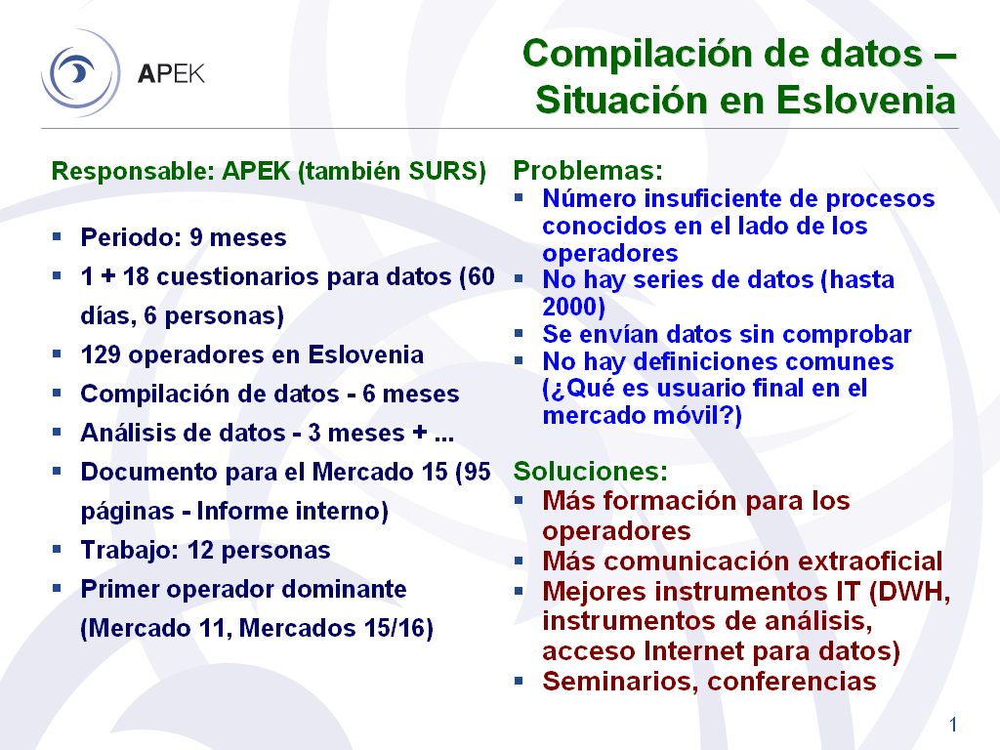 APEK
Compilación de datos –
Situación en Eslovenia
Responsable: APEK (también SURS)
▪ Periodo: 9 meses
▪ 1 + 18 cuestionarios para datos (60
días, 6 personas)
▪ 129 operadores en Eslovenia
▪ Compilación de datos - 6 meses
▪ Análisis de datos - 3 meses + ...
▪ Documento para el Mercado 15 (95
páginas - Informe interno)
▪ Trabajo: 12 personas
▪ Primer operador dominante
(Mercado 11, Mercados 15/16)
Problemas:
▪ Número insuficiente de procesos
conocidos en el lado de los
operadores
▪ No hay series de datos (hasta
2000)
▪ Se envían datos sin comprobar
▪ No hay definiciones comunes
(¿Qué es usuario final en el
mercado móvil?)
Soluciones:
▪ Más formación para los
operadores
▪ Más comunicación extraoficial
▪ Mejores instrumentos IT (DWH,
instrumentos de análisis,
acceso Internet para datos)
▪ Seminarios, conferencias
1